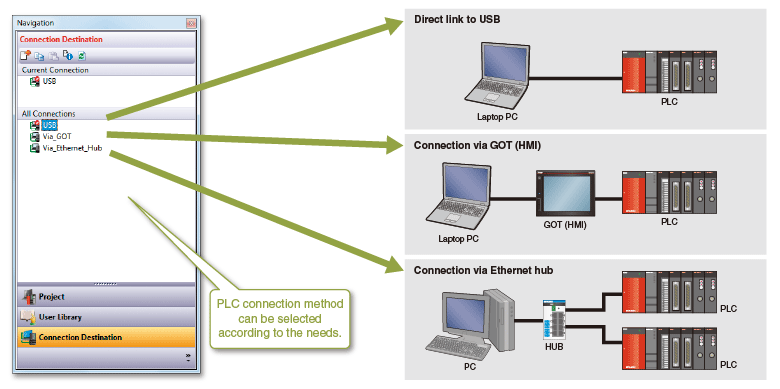 Navigation
Connection Destination
Current Connection
USB
All Connections
USB
Via_GOT
Via_Ethernet_Hub
Project
User Library
Connection Destination
»
PLC connection method
can be selected
according to the needs.
Direct link to USB
Laptop PC
PLC
Connection via GOT (HMI)
Laptop PC
GOT (HMI)
PLC
Connection via Ethernet hub
PC
HUB
PLC
PLC